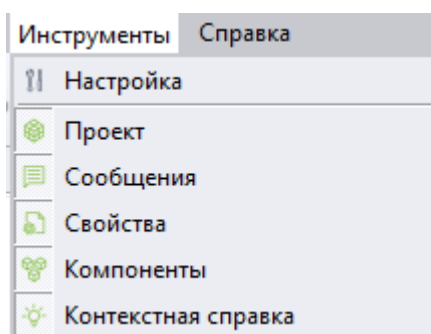 Инструменты Справка
Настройка
Проект
Сообщения
Свойства
Компоненты
Контекстная справка